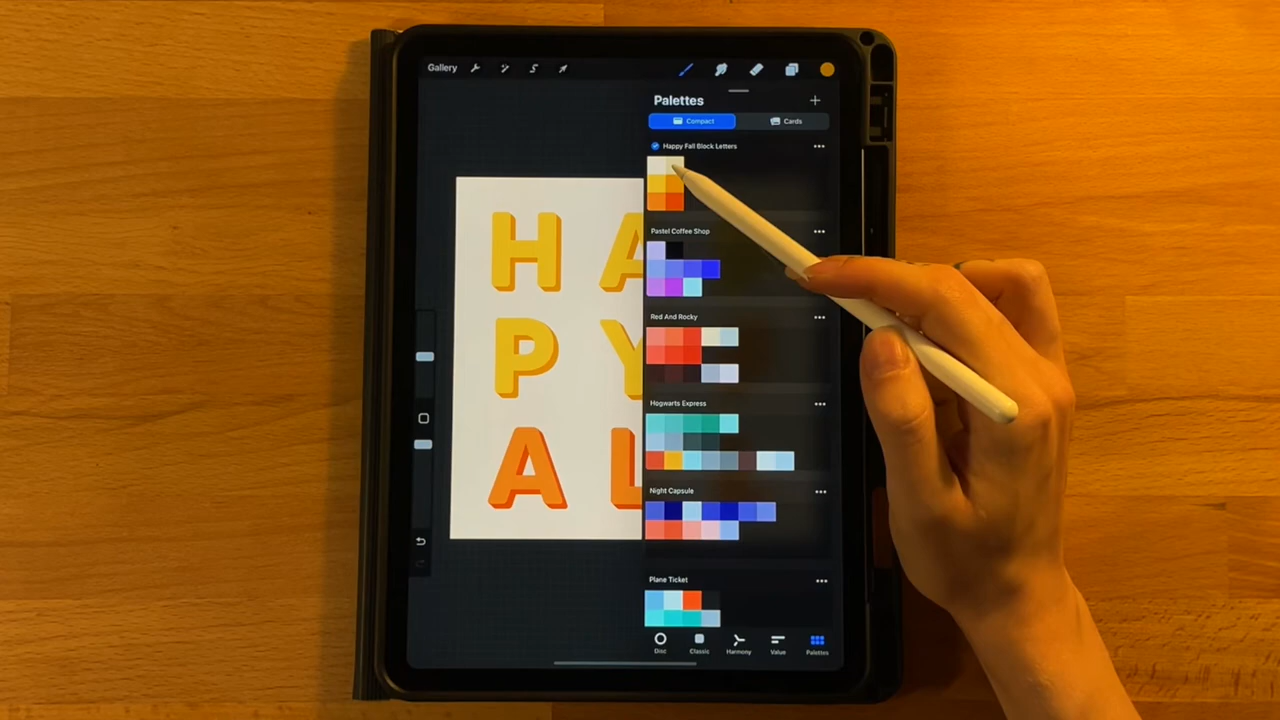 Gallery
Palettes
Compact
Cards
Happy Fall Block Letters
Pastel Coffee Shop
Red And Rocky
Hogwarts Express
Night Capsule
Plane Ticket
Disc
Classic
Harmony
Value
Palettes
H A
P Y
A L